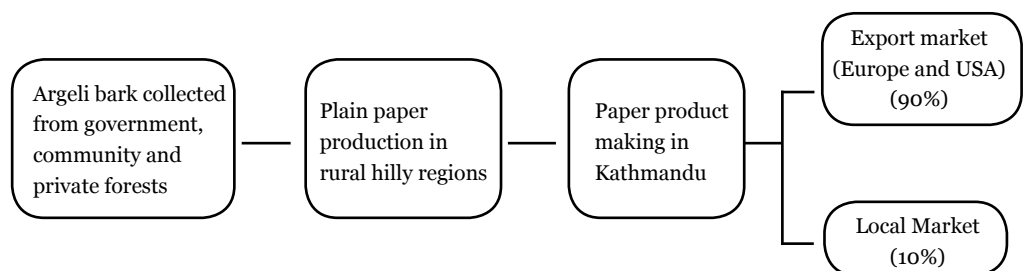 Argeli bark collected
from government,
community and
private forests
Plain paper
production in
rural hilly regions
Paper product
making in
Kathmandu
Export market
(Europe and USA)
(90%)
Local Market
(10%)